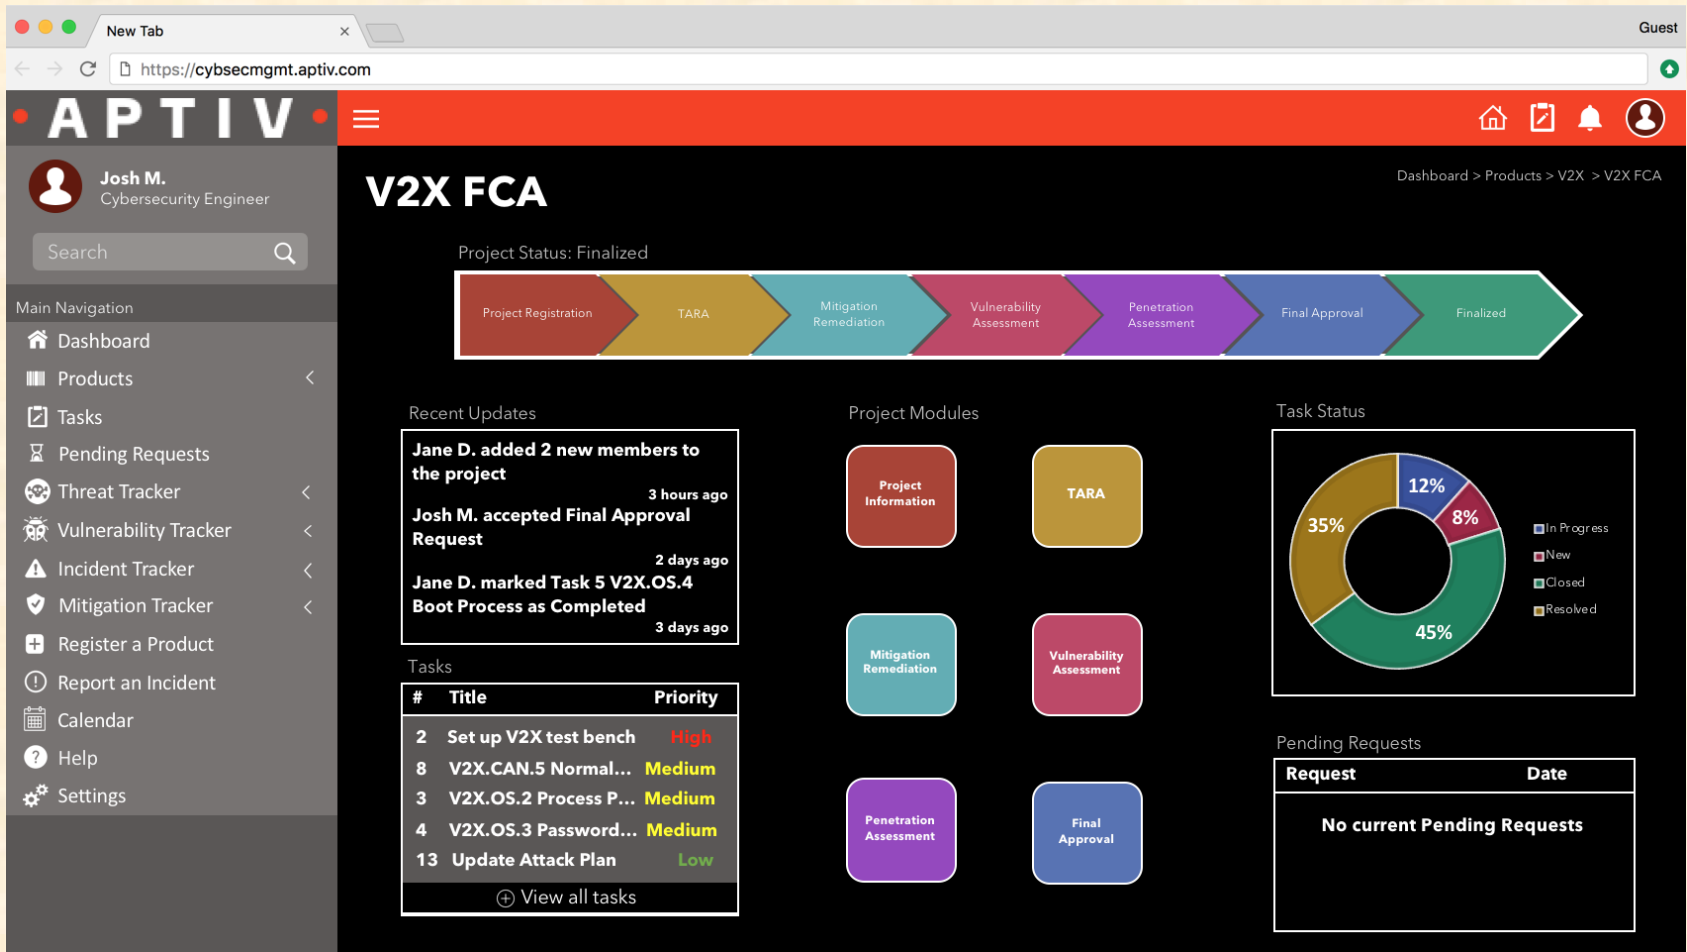 New Tab
Guest
https://cybsecmgmt.aptiv.com
APTIV
Josh M.
Cybersecurity Engineer
Search
Main Navigation
Dashboard
Products
Tasks
Pending Requests
Threat Tracker
Vulnerability Tracker
Incident Tracker
Mitigation Tracker
Register a Product
Report an Incident
Calendar
Help
Settings
V2X FCA
Dashboard > Products > V2X > V2X FCA
Project Status: Finalized
Project Registration
TARA
Mitigation
Remediation
Vulnerability
Assessment
Penetration
Assessment
Final Approval
Finalized
Recent Updates
Jane D. added 2 new members to
the project
3 hours ago
Josh M. accepted Final Approval
Request
2 days ago
Jane D. marked Task 5 V2X.OS.4
Boot Process as Completed
3 days ago
Tasks
# Title Priority
2 Set up V2X test bench High
8 V2X.CAN.5 Normal... Medium
3 V2X.OS.2 Process P... Medium
4 V2X.OS.3 Password... Medium
13 Update Attack Plan Low
View all tasks
Project Modules
Project
Information
TARA
Mitigation
Remediation
Vulnerability
Assessment
Penetration
Assessment
Final
Approval
Task Status
12%
8%
35%
45%
In Progress
New
Closed
Resolved
Pending Requests
Request Date
No current Pending Requests